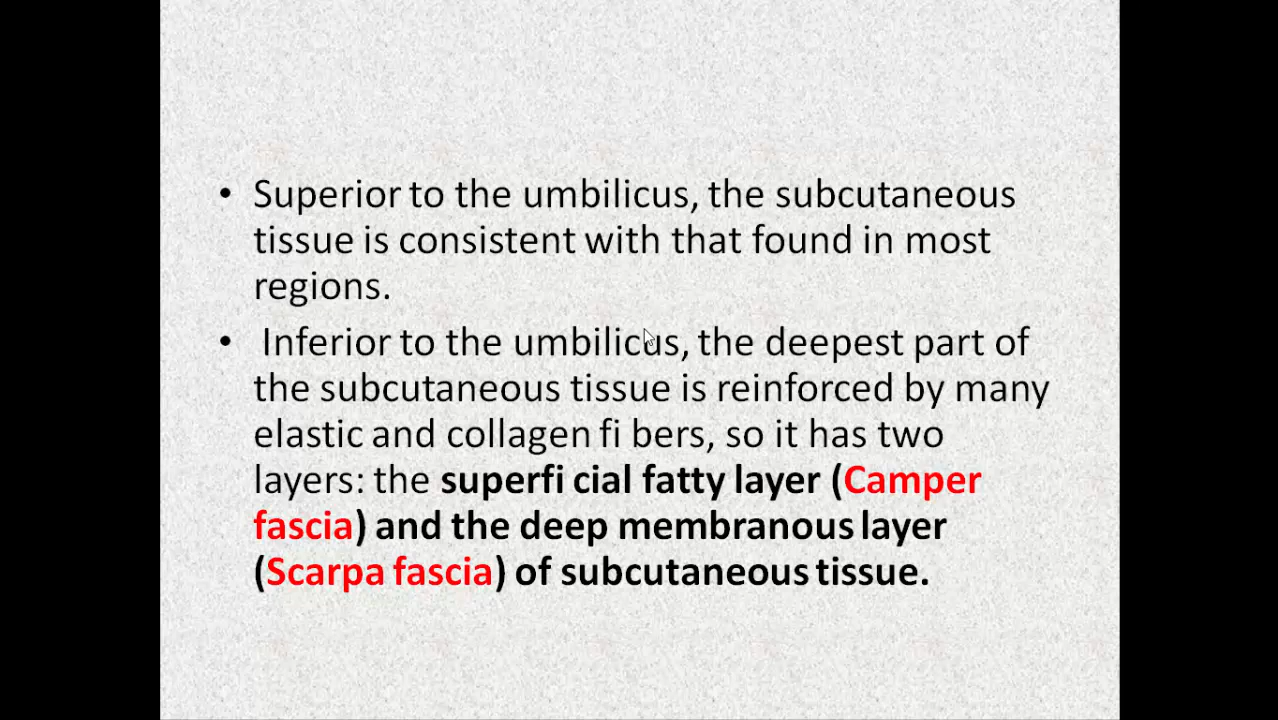 • Superior to the umbilicus, the subcutaneous
tissue is consistent with that found in most
regions.
• Inferior to the umbilicus, the deepest part of
the subcutaneous tissue is reinforced by many
elastic and collagen fi bers, so it has two
layers: the superfi cial fatty layer (Camper
fascia) and the deep membranous layer
(Scarpa fascia) of subcutaneous tissue.